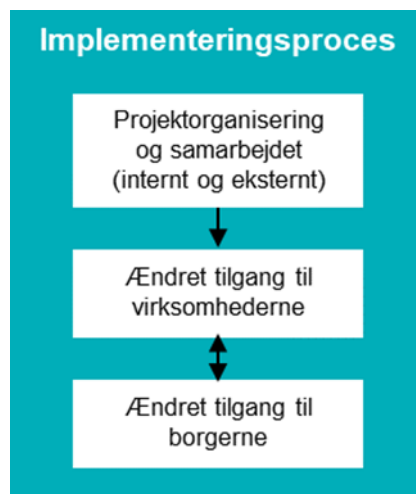 Implementeringsproces
Projektorganisering
og samarbejdet
(internt og eksternt)
Ændret tilgang til
virksomhederne
Ændret tilgang til
borgerne